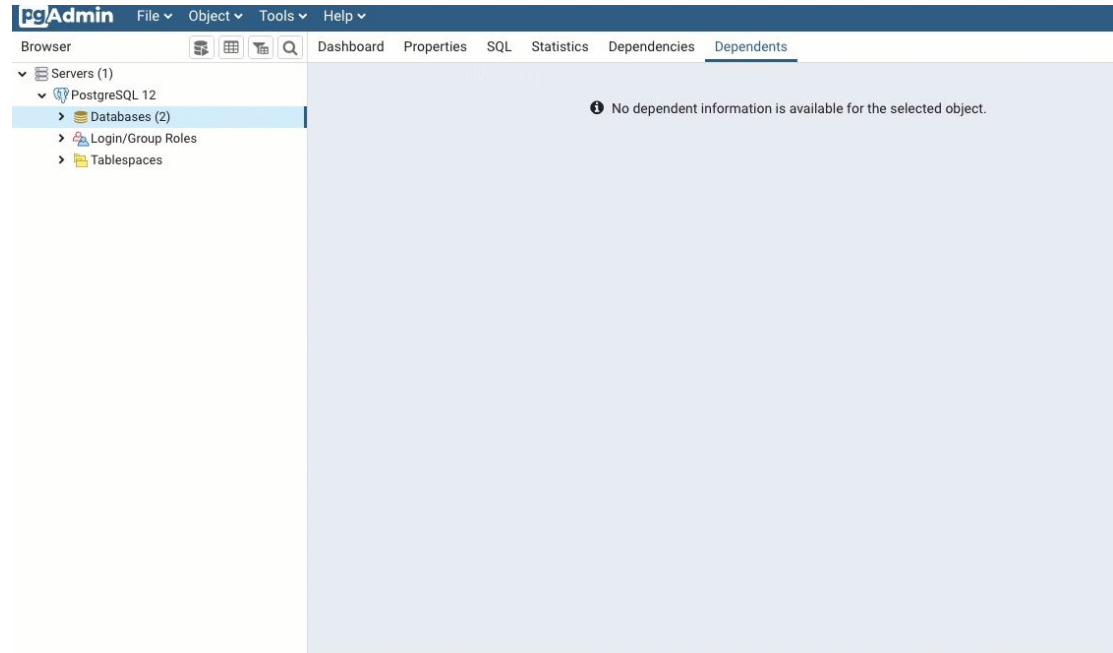 pgAdmin File Object Tools Help
Browser
Dashboard Properties SQL Statistics Dependencies Dependents
Servers (1)
PostgreSQL 12
Databases (2)
Login/Group Roles
Tablespaces
No dependent information is available for the selected object.